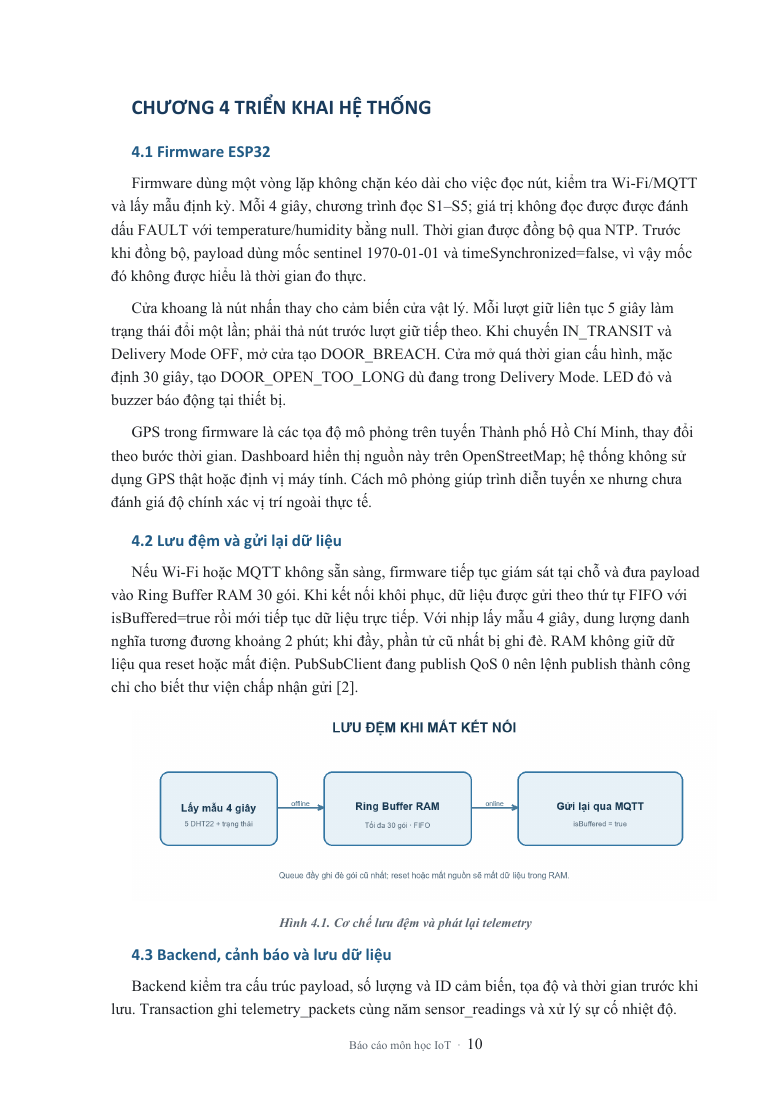 CHƯƠNG 4 TRIỂN KHAI HỆ THỐNG
4.1 Firmware ESP32
Firmware dùng một vòng lặp không chặn kéo dài cho việc đọc nút, kiểm tra Wi-Fi/MQTT
và lấy mẫu định kỳ. Mỗi 4 giây, chương trình đọc S1–S5; giá trị không đọc được được đánh
dấu FAULT với temperature/humidity bằng null. Thời gian được đồng bộ qua NTP. Trước
khi đồng bộ, payload dùng mốc sentinel 1970-01-01 và timeSynchronized=false, vì vậy mốc
đó không được hiểu là thời gian đo thực.
Cửa khoang là nút nhấn thay cho cảm biến cửa vật lý. Mỗi lượt giữ liên tục 5 giây làm
trạng thái đổi một lần; phải thả nút trước lượt giữ tiếp theo. Khi chuyến IN_TRANSIT và
Delivery Mode OFF, mở cửa tạo DOOR_BREACH. Cửa mở quá thời gian cấu hình, mặc
định 30 giây, tạo DOOR_OPEN_TOO_LONG dù đang trong Delivery Mode. LED đỏ và
buzzer báo động tại thiết bị.
GPS trong firmware là các tọa độ mô phỏng trên tuyến Thành phố Hồ Chí Minh, thay đổi
theo bước thời gian. Dashboard hiển thị nguồn này trên OpenStreetMap; hệ thống không sử
dụng GPS thật hoặc định vị máy tính. Cách mô phỏng giúp trình diễn tuyến xe nhưng chưa
đánh giá độ chính xác vị trí ngoài thực tế.
4.2 Lưu đệm và gửi lại dữ liệu
Nếu Wi-Fi hoặc MQTT không sẵn sàng, firmware tiếp tục giám sát tại chỗ và đưa payload
vào Ring Buffer RAM 30 gói. Khi kết nối khôi phục, dữ liệu được gửi theo thứ tự FIFO với
isBuffered=true rồi mới tiếp tục dữ liệu trực tiếp. Với nhịp lấy mẫu 4 giây, dung lượng danh
nghĩa tương đương khoảng 2 phút; khi đầy, phần tử cũ nhất bị ghi đè. RAM không giữ dữ
liệu qua reset hoặc mất điện. PubSubClient đang publish QoS 0 nên lệnh publish thành công
chỉ cho biết thư viện chấp nhận gửi [2].
LƯU ĐỆM KHI MẤT KẾT NỐI
Lấy mẫu 4 giây
5 DHT22 + trạng thái
offline
Ring Buffer RAM
Tối đa 30 gói · FIFO
online
Gửi lại qua MQTT
isBuffered = true
Queue đầy ghi đè gói cũ nhất; reset hoặc mất nguồn sẽ mất dữ liệu trong RAM.
Hình 4.1. Cơ chế lưu đệm và phát lại telemetry
4.3 Backend, cảnh báo và lưu dữ liệu
Backend kiểm tra cấu trúc payload, số lượng và ID cảm biến, tọa độ và thời gian trước khi
lưu. Transaction ghi telemetry_packets cùng năm sensor_readings và xử lý sự cố nhiệt độ.
Báo cáo môn học IoT · 10